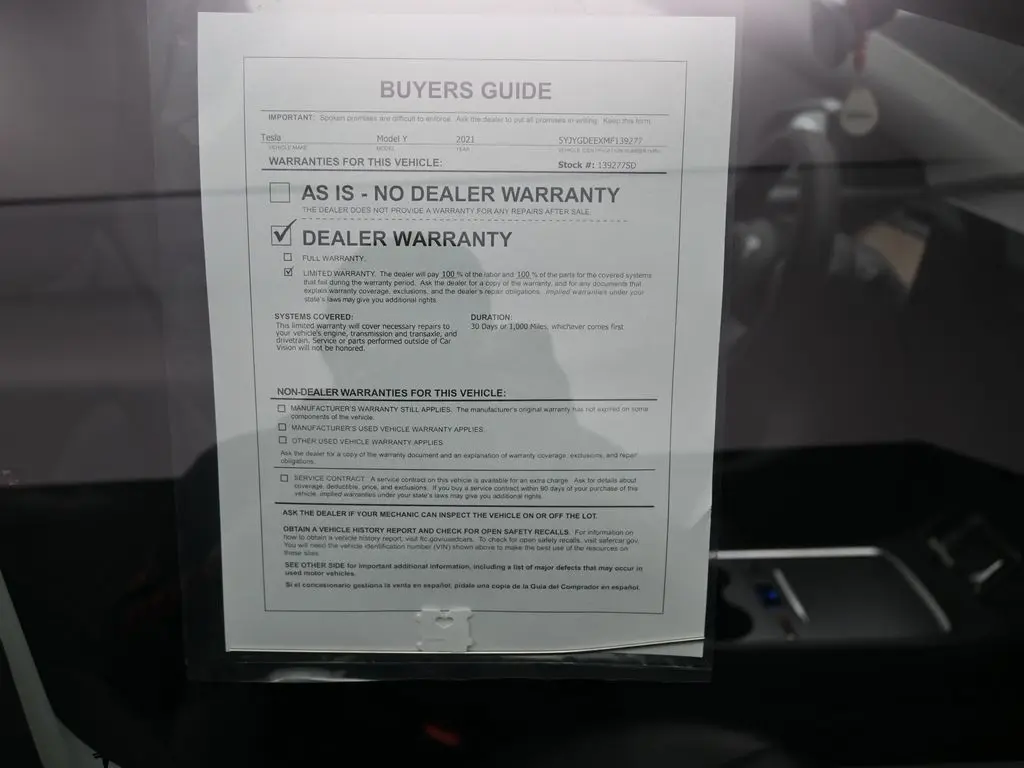 BUYERS GUIDE
IMPORTANT: Spoken promises are difficult to enforce. Ask the dealer to put all promises in writing. Keep this form.
Tesla Model Y 2021 5YJYGDEEXMF139277
VEHICLE MAKE MODEL YEAR VEHICLE IDENTIFICATION NUMBER (VIN)
WARRANTIES FOR THIS VEHICLE: Stock #: 139277SD
AS IS - NO DEALER WARRANTY
THE DEALER DOES NOT PROVIDE A WARRANTY FOR ANY REPAIRS AFTER SALE.
DEALER WARRANTY
FULL WARRANTY.
LIMITED WARRANTY. The dealer will pay 100 % of the labor and 100 % of the parts for the covered systems
that fail during the warranty period. Ask the dealer for a copy of the warranty, and for any documents that
explain warranty coverage, exclusions, and the dealer's repair obligations. Implied warranties under your
state's laws may give you additional rights.
SYSTEMS COVERED: DURATION:
This limited warranty will cover necessary repairs to 30 Days or 1,000 Miles, whichever comes first
your vehicle's engine, transmission and transaxle, and
drivetrain. Service or parts performed outside of Car
Vision will not be honored.
NON-DEALER WARRANTIES FOR THIS VEHICLE:
MANUFACTURER'S WARRANTY STILL APPLIES. The manufacturer's original warranty has not expired on some
components of the vehicle.
MANUFACTURER'S USED VEHICLE WARRANTY APPLIES.
OTHER USED VEHICLE WARRANTY APPLIES.
Ask the dealer for a copy of the warranty document and an explanation of warranty coverage, exclusions, and repair
obligations.
SERVICE CONTRACT. A service contract on this vehicle is available for an extra charge. Ask for details about
coverage, deductible, price, and exclusions. If you buy a service contract within 90 days of your purchase of this
vehicle, implied warranties under your state's laws may give you additional rights.
ASK THE DEALER IF YOUR MECHANIC CAN INSPECT THE VEHICLE ON OR OFF THE LOT.
OBTAIN A VEHICLE HISTORY REPORT AND CHECK FOR OPEN SAFETY RECALLS. For information on
how to obtain a vehicle history report, visit ftc.gov/usedcars. To check for open safety recalls, visit safercar.gov.
You will need the vehicle identification number (VIN) shown above to make the best use of the resources on
these sites.
SEE OTHER SIDE for important additional information, including a list of major defects that may occur in
used motor vehicles.
Si el concesionario gestiona la venta en español, pídale una copia de la Guía del Comprador en español.